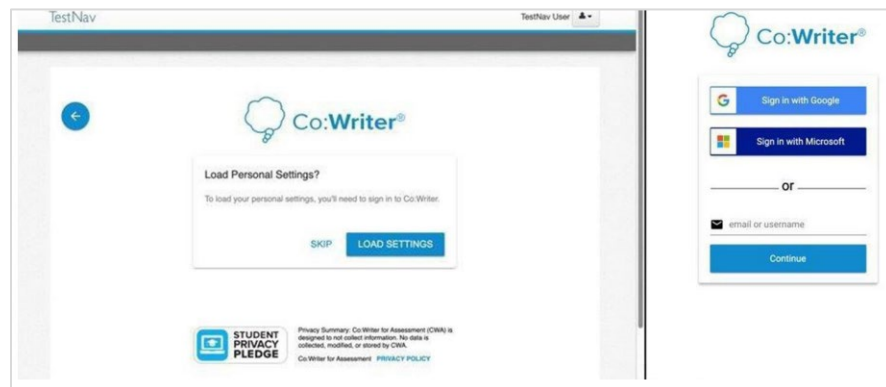 TestNav
TestNav User
Co:Writer®
Load Personal Settings?
To load your personal settings, you'll need to sign in to Co:Writer.
SKIP
LOAD SETTINGS
STUDENT
PRIVACY
PLEDGE
Privacy Summary: Co:Writer for Assessment (CWA) is
designed to not collect information. No data is
collected, modified, or stored by CWA.
Co:Writer for Assessment PRIVACY POLICY
Co:Writer®
Sign in with Google
Sign in with Microsoft
or
email or username
Continue